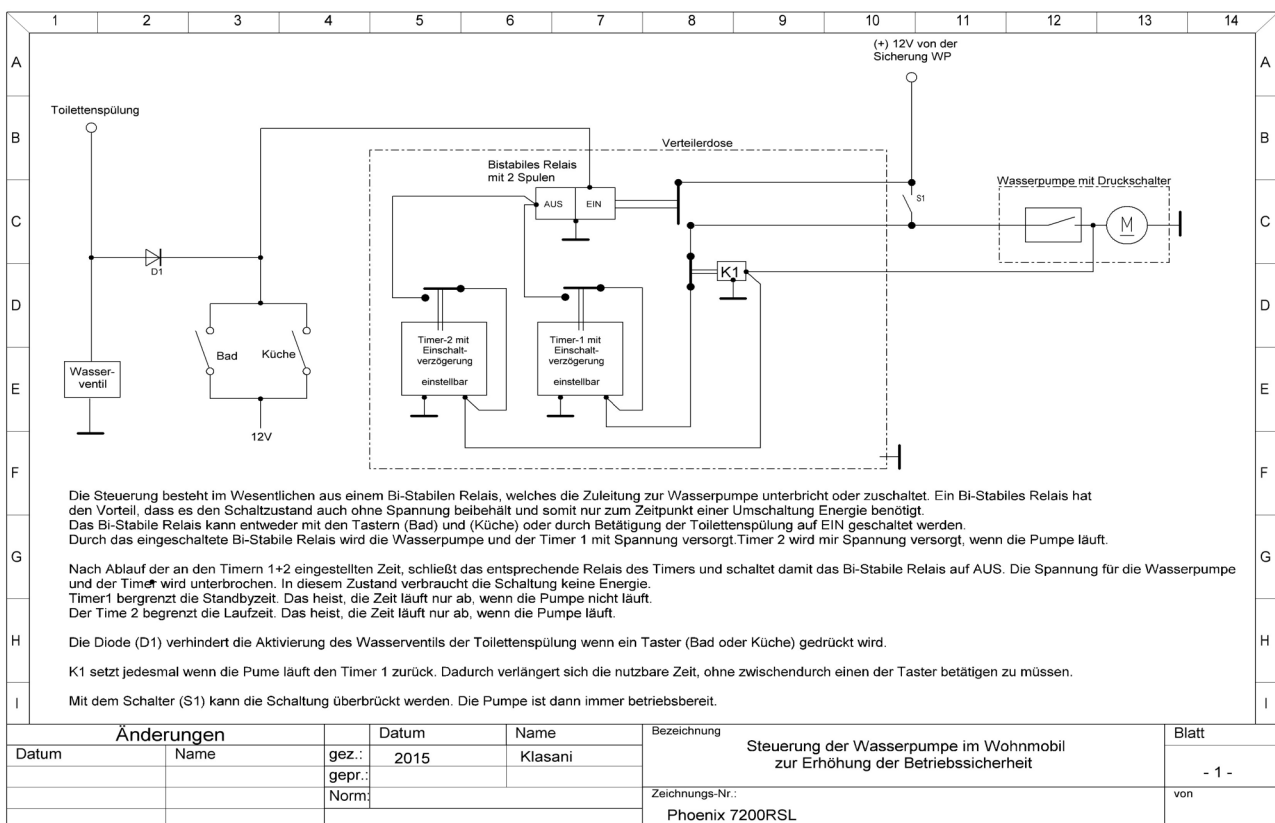 1 2 3 4 5 6 7 8 9 10 11 12 13 14
A A
B B
C C
D D
E E
F F
G G
H H
I I
(+) 12V von der
Sicherung WP
Toilettenspülung
Verteilerdose
Bistabiles Relais
mit 2 Spulen
AUS EIN
S1
Wasserpumpe mit Druckschalter
M
D1
K1
Bad
Küche
Wasser-
ventil
12V
Timer-2 mit
Einschalt-
verzögerung
einstellbar
Timer-1 mit
Einschalt-
verzögerung
einstellbar
Die Steuerung besteht im Wesentlichen aus einem Bi-Stabilen Relais, welches die Zuleitung zur Wasserpumpe unterbricht oder zuschaltet. Ein Bi-Stabiles Relais hat
den Vorteil, dass es den Schaltzustand auch ohne Spannung beibehält und somit nur zum Zeitpunkt einer Umschaltung Energie benötigt.
Das Bi-Stabile Relais kann entweder mit den Tastern (Bad) und (Küche) oder durch Betätigung der Toilettenspülung auf EIN geschaltet werden.
Durch das eingeschaltete Bi-Stabile Relais wird die Wasserpumpe und der Timer 1 mit Spannung versorgt.Timer 2 wird mir Spannung versorgt, wenn die Pumpe läuft.
Nach Ablauf der an den Timern 1+2 eingestellten Zeit, schließt das entsprechende Relais des Timers und schaltet damit das Bi-Stabile Relais auf AUS. Die Spannung für die Wasserpumpe
und der Timer wird unterbrochen. In diesem Zustand verbraucht die Schaltung keine Energie.
Timer1 bergrenzt die Standbyzeit. Das heist, die Zeit läuft nur ab, wenn die Pumpe nicht läuft.
Der Time 2 begrenzt die Laufzeit. Das heist, die Zeit läuft nur ab, wenn die Pumpe läuft.
Die Diode (D1) verhindert die Aktivierung des Wasserventils der Toilettenspülung wenn ein Taster (Bad oder Küche) gedrückt wird.
K1 setzt jedesmal wenn die Pume läuft den Timer 1 zurück. Dadurch verlängert sich die nutzbare Zeit, ohne zwischendurch einen der Taster betätigen zu müssen.
Mit dem Schalter (S1) kann die Schaltung überbrückt werden. Die Pumpe ist dann immer betriebsbereit.
Änderungen
Datum Name
Datum Name
gez.: 2015 Klasani
gepr.:
Norm:
Bezeichnung
Steuerung der Wasserpumpe im Wohnmobil
zur Erhöhung der Betriebssicherheit
Zeichnungs-Nr.:
Phoenix 7200RSL
Blatt
- 1 -
von